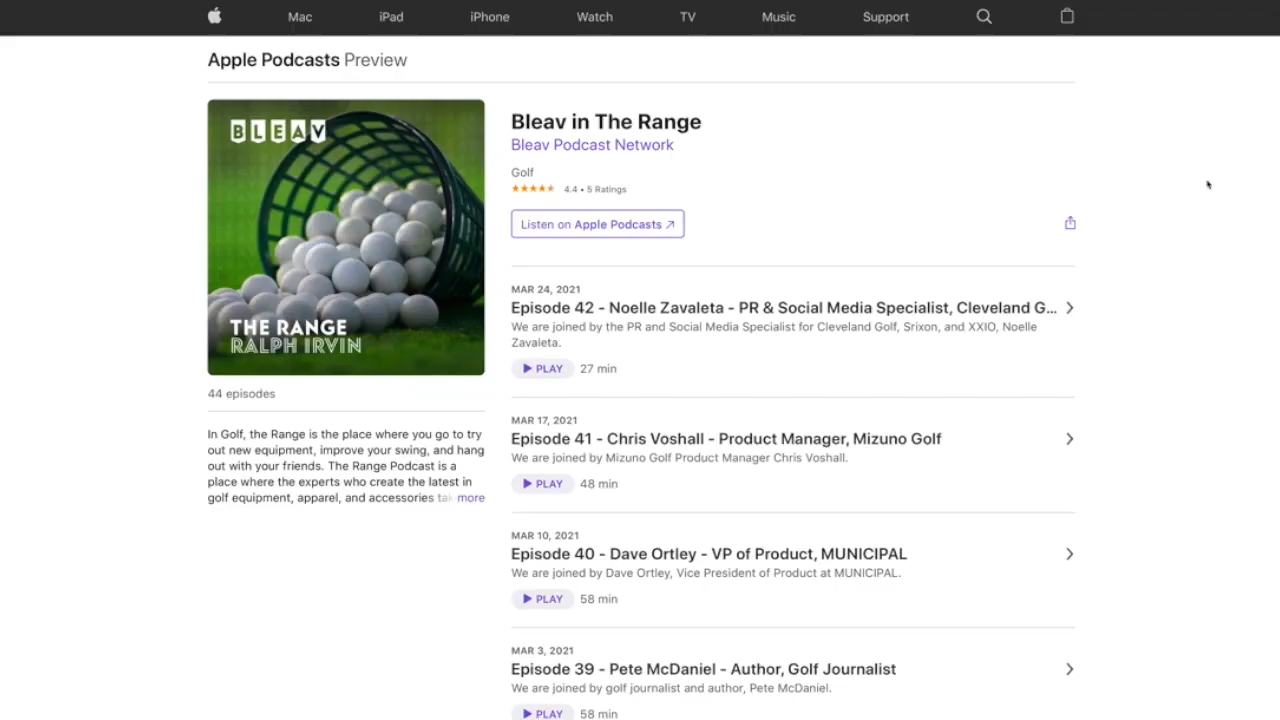 Mac iPad iPhone Watch TV Music Support
Apple Podcasts Preview
BLEAV
THE RANGE
RALPH IRVIN
44 episodes
In Golf, the Range is the place where you go to try
out new equipment, improve your swing, and hang
out with your friends. The Range Podcast is a
place where the experts who create the latest in
golf equipment, apparel, and accessories more
Bleav in The Range
Bleav Podcast Network
Golf
4.4 • 5 Ratings
Listen on Apple Podcasts ↗
MAR 24, 2021
Episode 42 - Noelle Zavaleta - PR & Social Media Specialist, Cleveland G...
We are joined by the PR and Social Media Specialist for Cleveland Golf, Srixon, and XXIO, Noelle
Zavaleta.
PLAY 27 min
MAR 17, 2021
Episode 41 - Chris Voshall - Product Manager, Mizuno Golf
We are joined by Mizuno Golf Product Manager Chris Voshall.
PLAY 48 min
MAR 10, 2021
Episode 40 - Dave Ortley - VP of Product, MUNICIPAL
We are joined by Dave Ortley, Vice President of Product at MUNICIPAL.
PLAY 58 min
MAR 3, 2021
Episode 39 - Pete McDaniel - Author, Golf Journalist
We are joined by golf journalist and author, Pete McDaniel.
PLAY 58 min